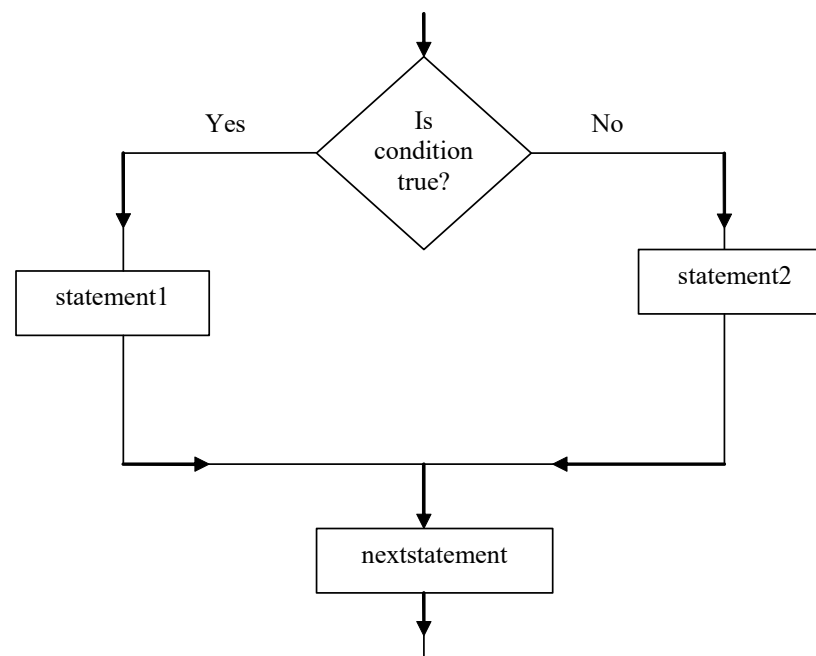 Yes
Is
condition
true?
No
statement1
statement2
nextstatement